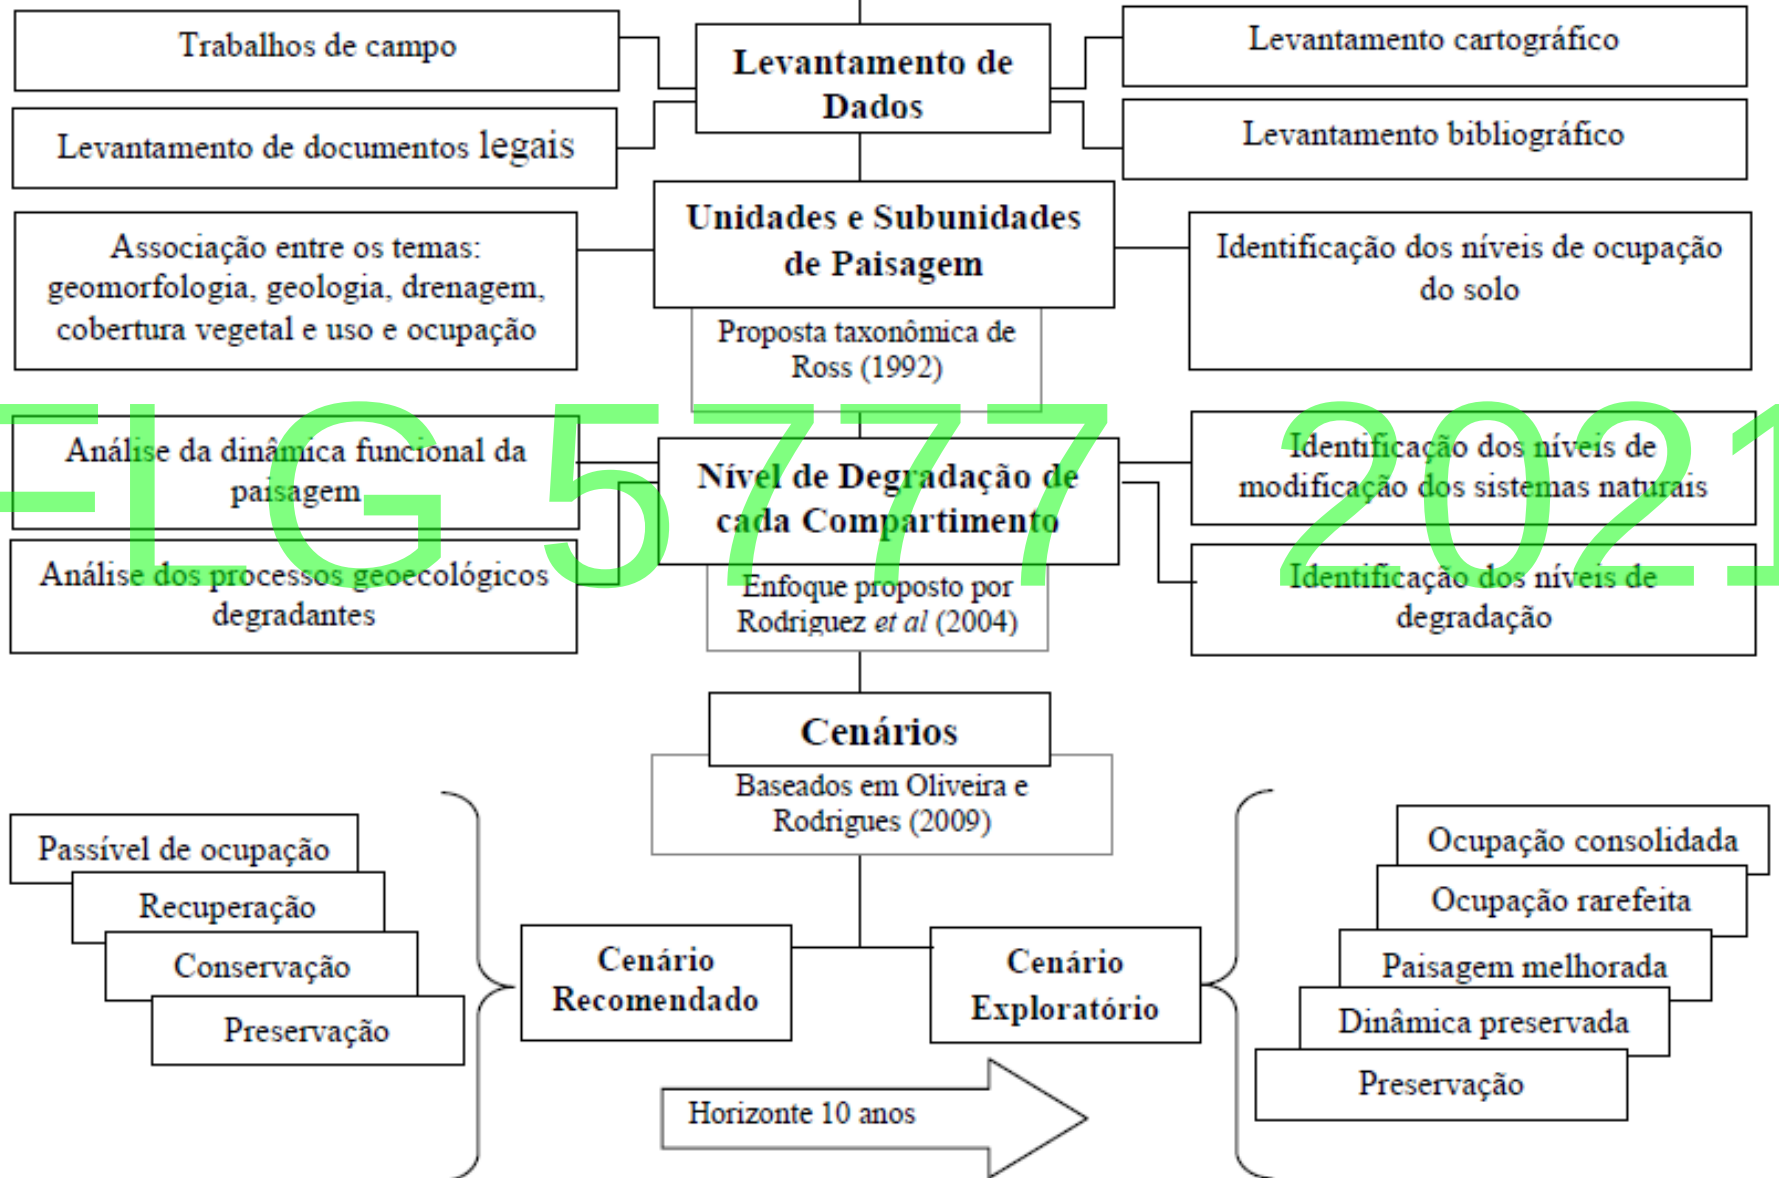 Trabalhos de campo
Levantamento de documentos legais
Levantamento de
Dados
Levantamento cartográfico
Levantamento bibliográfico
Associação entre os temas:
geomorfologia, geologia, drenagem,
cobertura vegetal e uso e ocupação
Unidades e Subunidades
de Paisagem
Proposta taxonômica de
Ross (1992)
Identificação dos níveis de ocupação
do solo
FLG 5777 2021
Análise da dinâmica funcional da
paisagem
Análise dos processos geoecológicos
degradantes
Nível de Degradação de
cada Compartimento
Enfoque proposto por
Rodriguez et al (2004)
Identificação dos níveis de
modificação dos sistemas naturais
Identificação dos níveis de
degradação
Cenários
Baseados em Oliveira e
Rodrigues (2009)
Passível de ocupação
Recuperação
Conservação
Preservação
Cenário
Recomendado
Cenário
Exploratório
Ocupação consolidada
Ocupação rarefeita
Paisagem melhorada
Dinâmica preservada
Preservação
Horizonte 10 anos